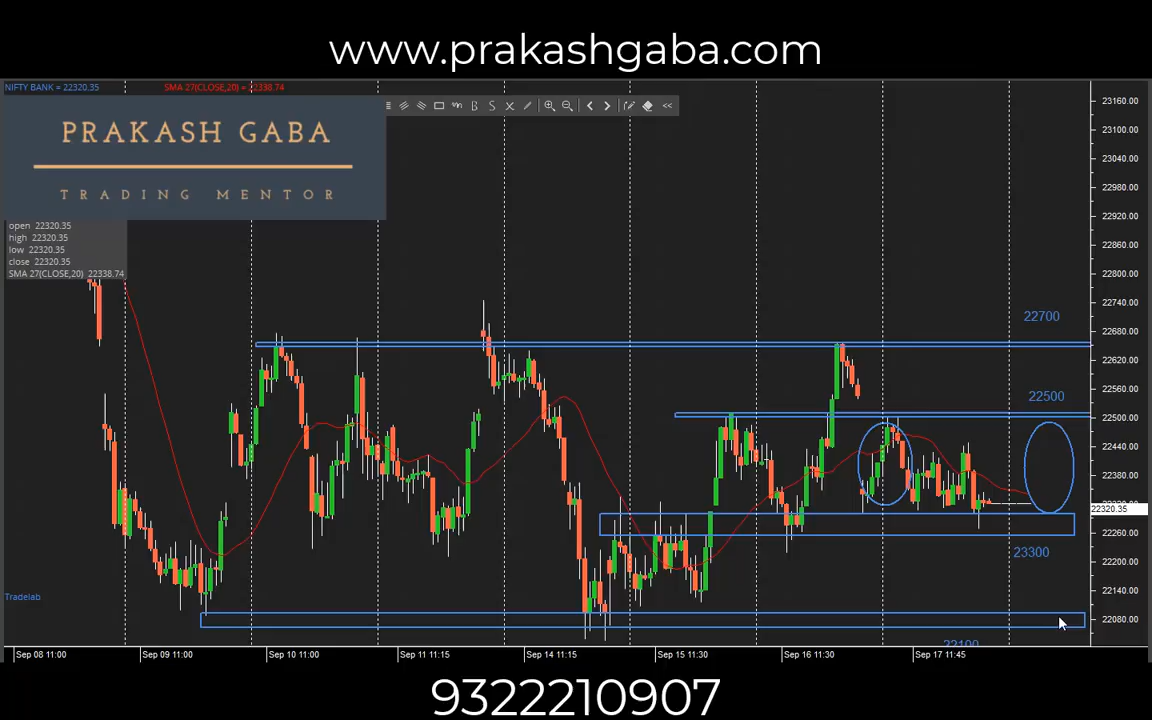 www.prakashgaba.com
NIFTY BANK = 22320.35 SMA 27(CLOSE,20) = 22338.74
PRAKASH GABA
TRADING MENTOR
open 22320.35
high 22320.35
low 22320.35
close 22320.35
SMA 27(CLOSE,20) 22338.74
23160.00
23100.00
23040.00
22980.00
22920.00
22860.00
22800.00
22740.00
22680.00
22620.00
22560.00
22500.00
22440.00
22380.00
22320.35
22260.00
22200.00
22140.00
22080.00
22700
22500
23300
22100
Tradelab
Sep 08 11:00 Sep 09 11:00 Sep 10 11:00 Sep 11 11:15 Sep 14 11:15 Sep 15 11:30 Sep 16 11:30 Sep 17 11:45
9322210907